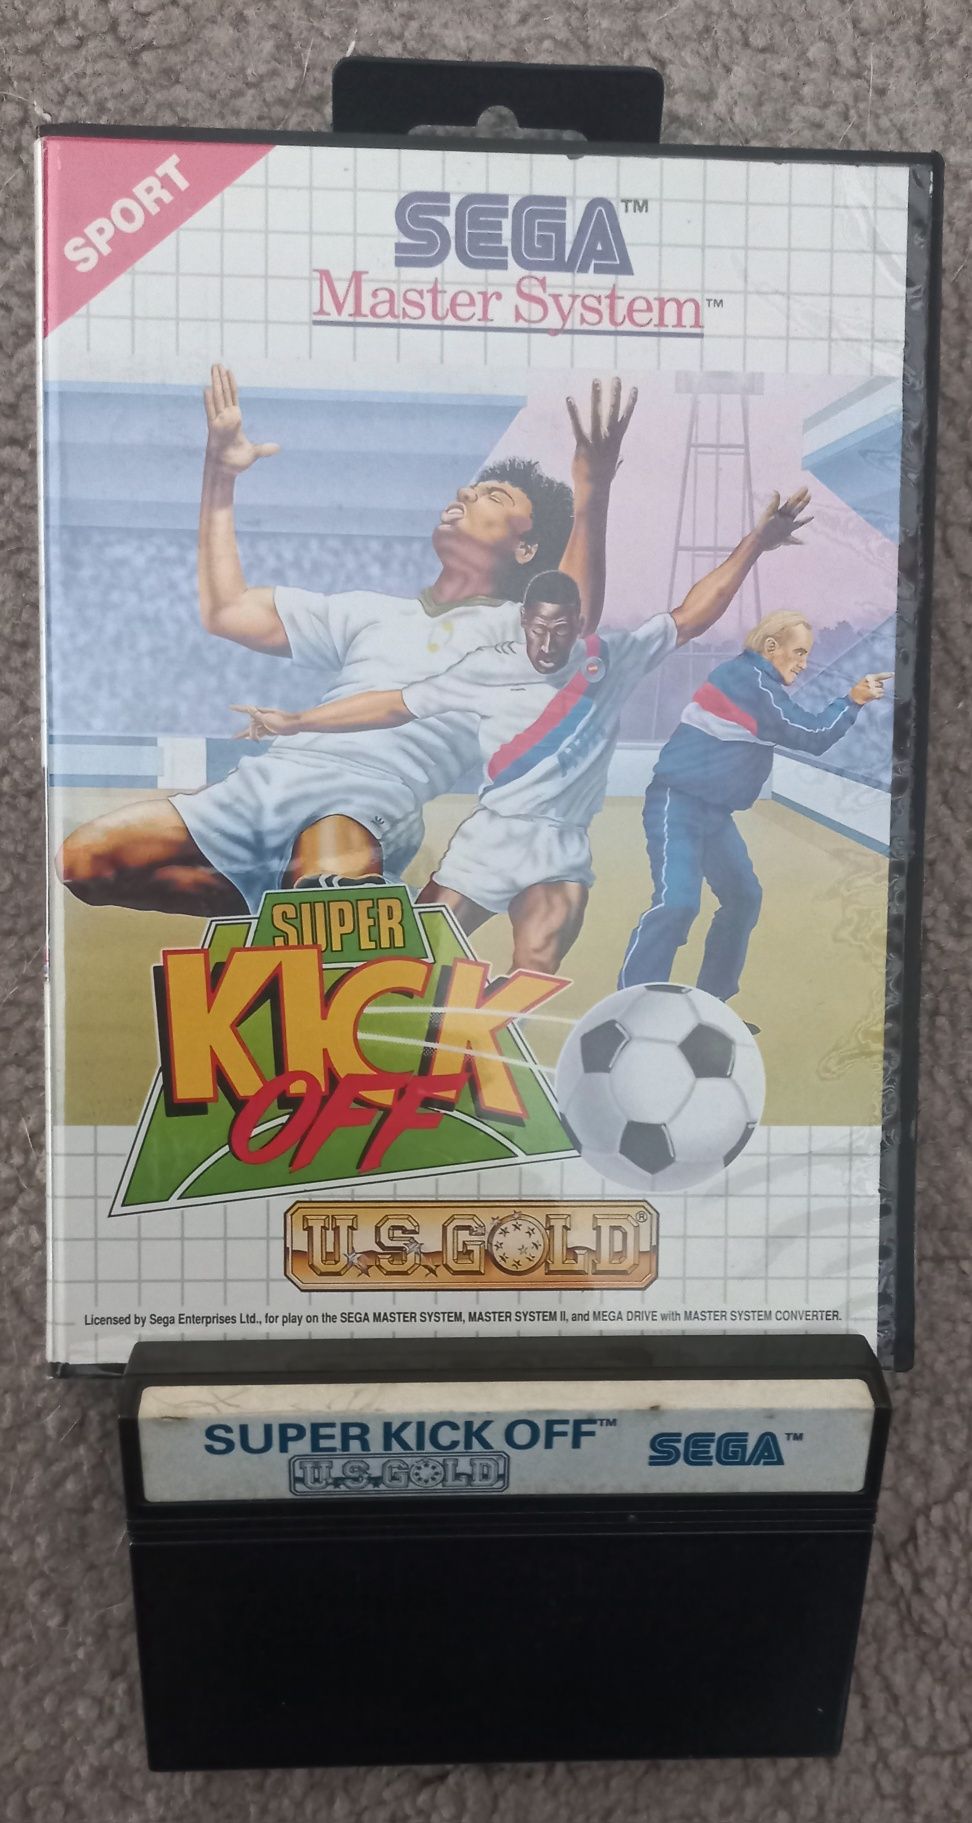 SPORT
SEGA™
Master System™
SUPER
KICK
OFF
U.S. GOLD®
Licensed by Sega Enterprises Ltd., for play on the SEGA MASTER SYSTEM, MASTER SYSTEM II, and MEGA DRIVE with MASTER SYSTEM CONVERTER.
SUPER KICK OFF™ SEGA™
U.S. GOLD